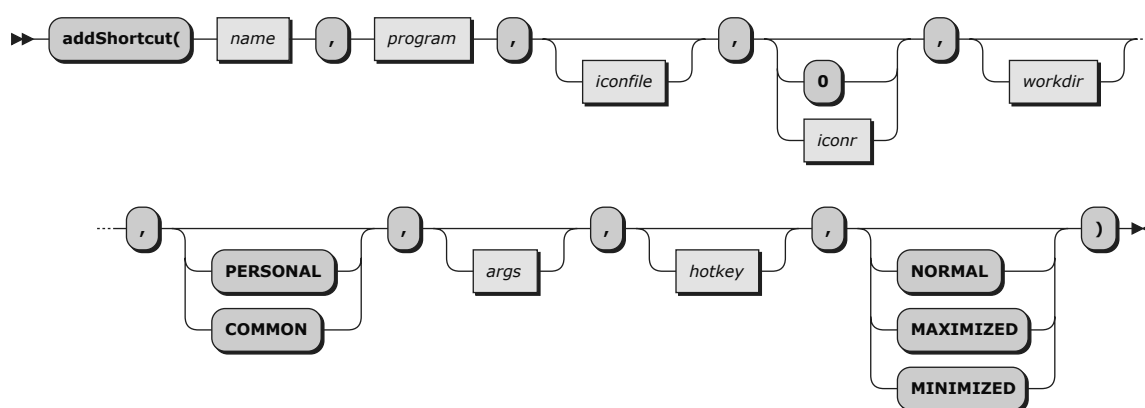 addShortcut( name , program , , , ,
iconfile 0 workdir
iconr
, , , , )
PERSONAL args hotkey NORMAL
COMMON MAXIMIZED
MINIMIZED